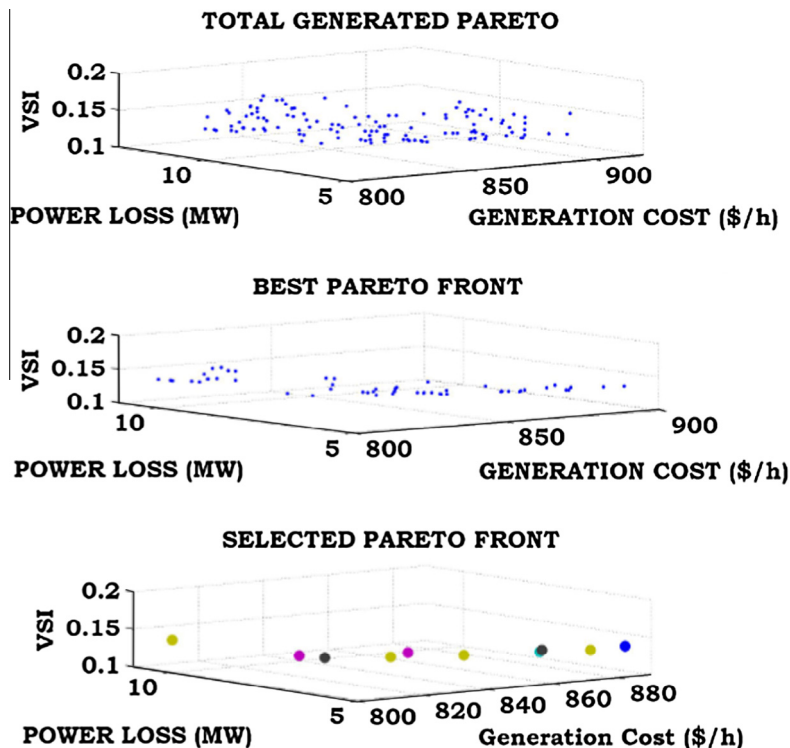 TOTAL GENERATED PARETO
0.2
0.15
0.1
VSI
10
5
800
850
900
POWER LOSS (MW)
GENERATION COST ($/h)
BEST PARETO FRONT
0.2
0.15
0.1
VSI
10
5
800
850
900
POWER LOSS (MW)
GENERATION COST ($/h)
SELECTED PARETO FRONT
0.2
0.15
0.1
VSI
10
5
800
820
840
860
880
POWER LOSS (MW)
Generation Cost ($/h)